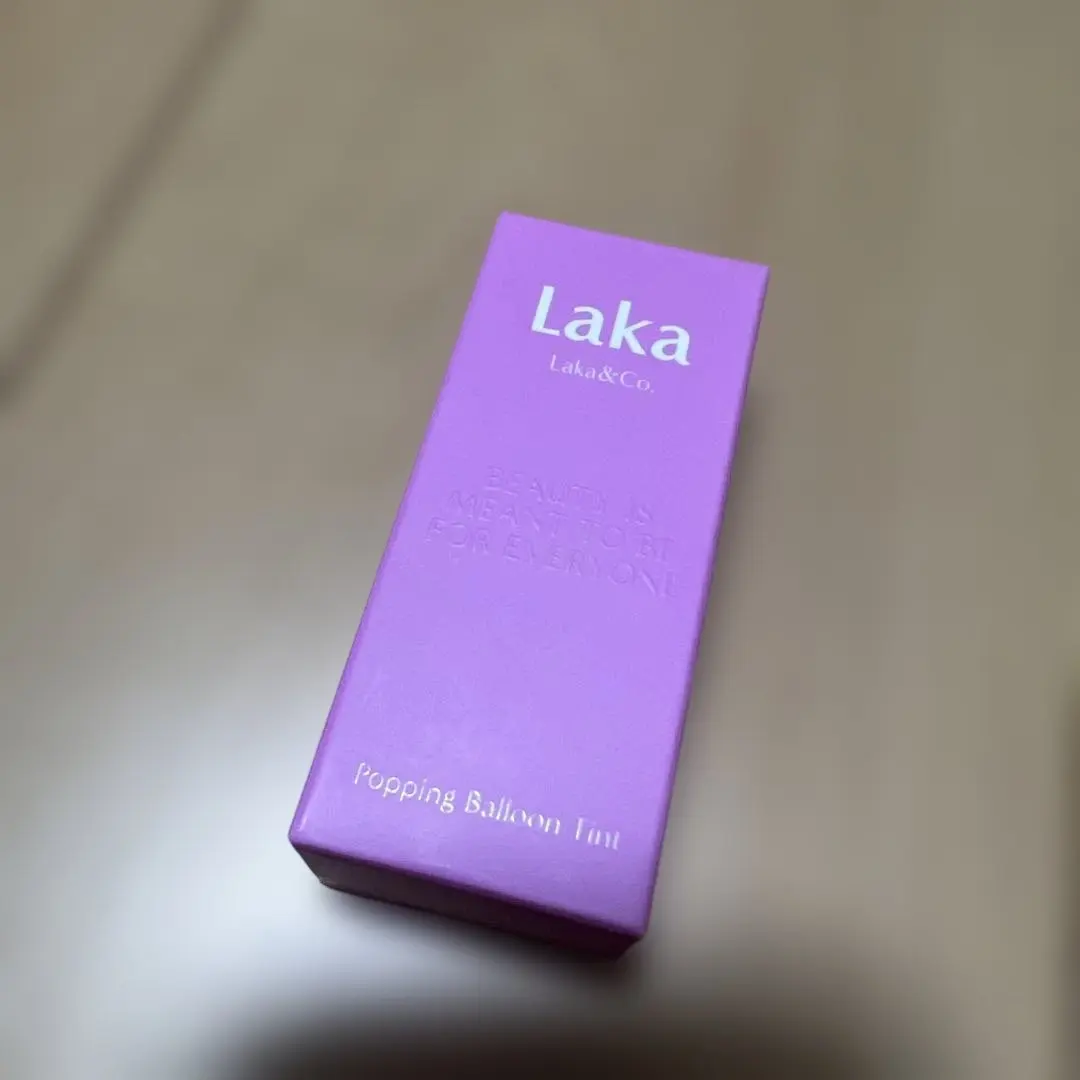 Laka
Laka&Co.
BEAUTY IS
MEANT TO BE
FOR EVERYONE
Popping Balloon Tint